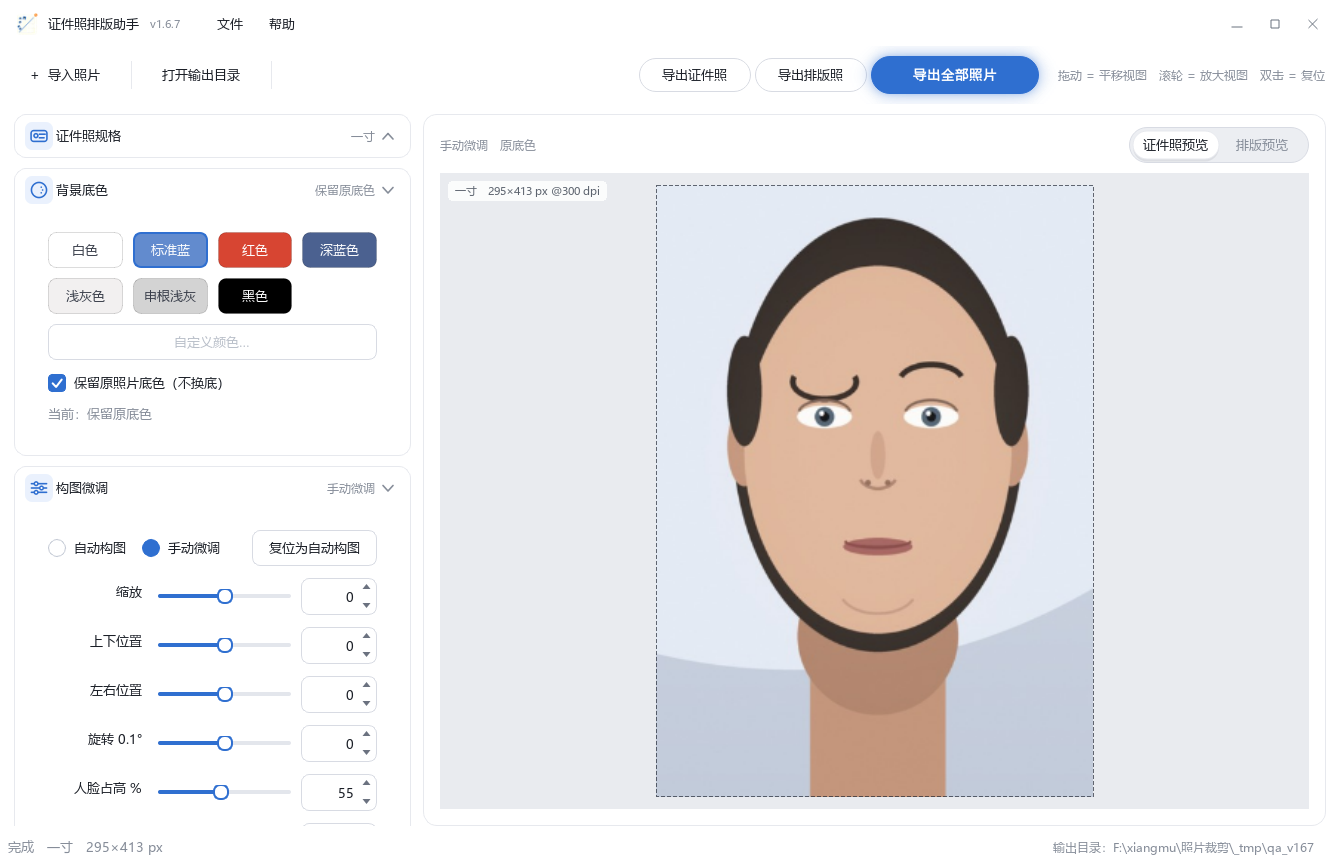 证件照排版助手 v1.6.7 文件 帮助
+ 导入照片 打开输出目录 导出证件照 导出排版照 导出全部照片 拖动 = 平移视图 滚轮 = 放大视图 双击 = 复位
证件照规格 一寸
背景底色 保留原底色
白色 标准蓝 红色 深蓝色
浅灰色 申根浅灰 黑色
自定义颜色...
保留原照片底色（不换底）
当前：保留原底色
构图微调 手动微调
自动构图 手动微调 复位为自动构图
缩放 0
上下位置 0
左右位置 0
旋转 0.1° 0
人脸占高 % 55
手动微调 原底色 证件照预览 排版预览
一寸 295×413 px @300 dpi
完成 一寸 295×413 px 输出目录：F:\xiangmu\照片裁剪\_tmp\qa_v167